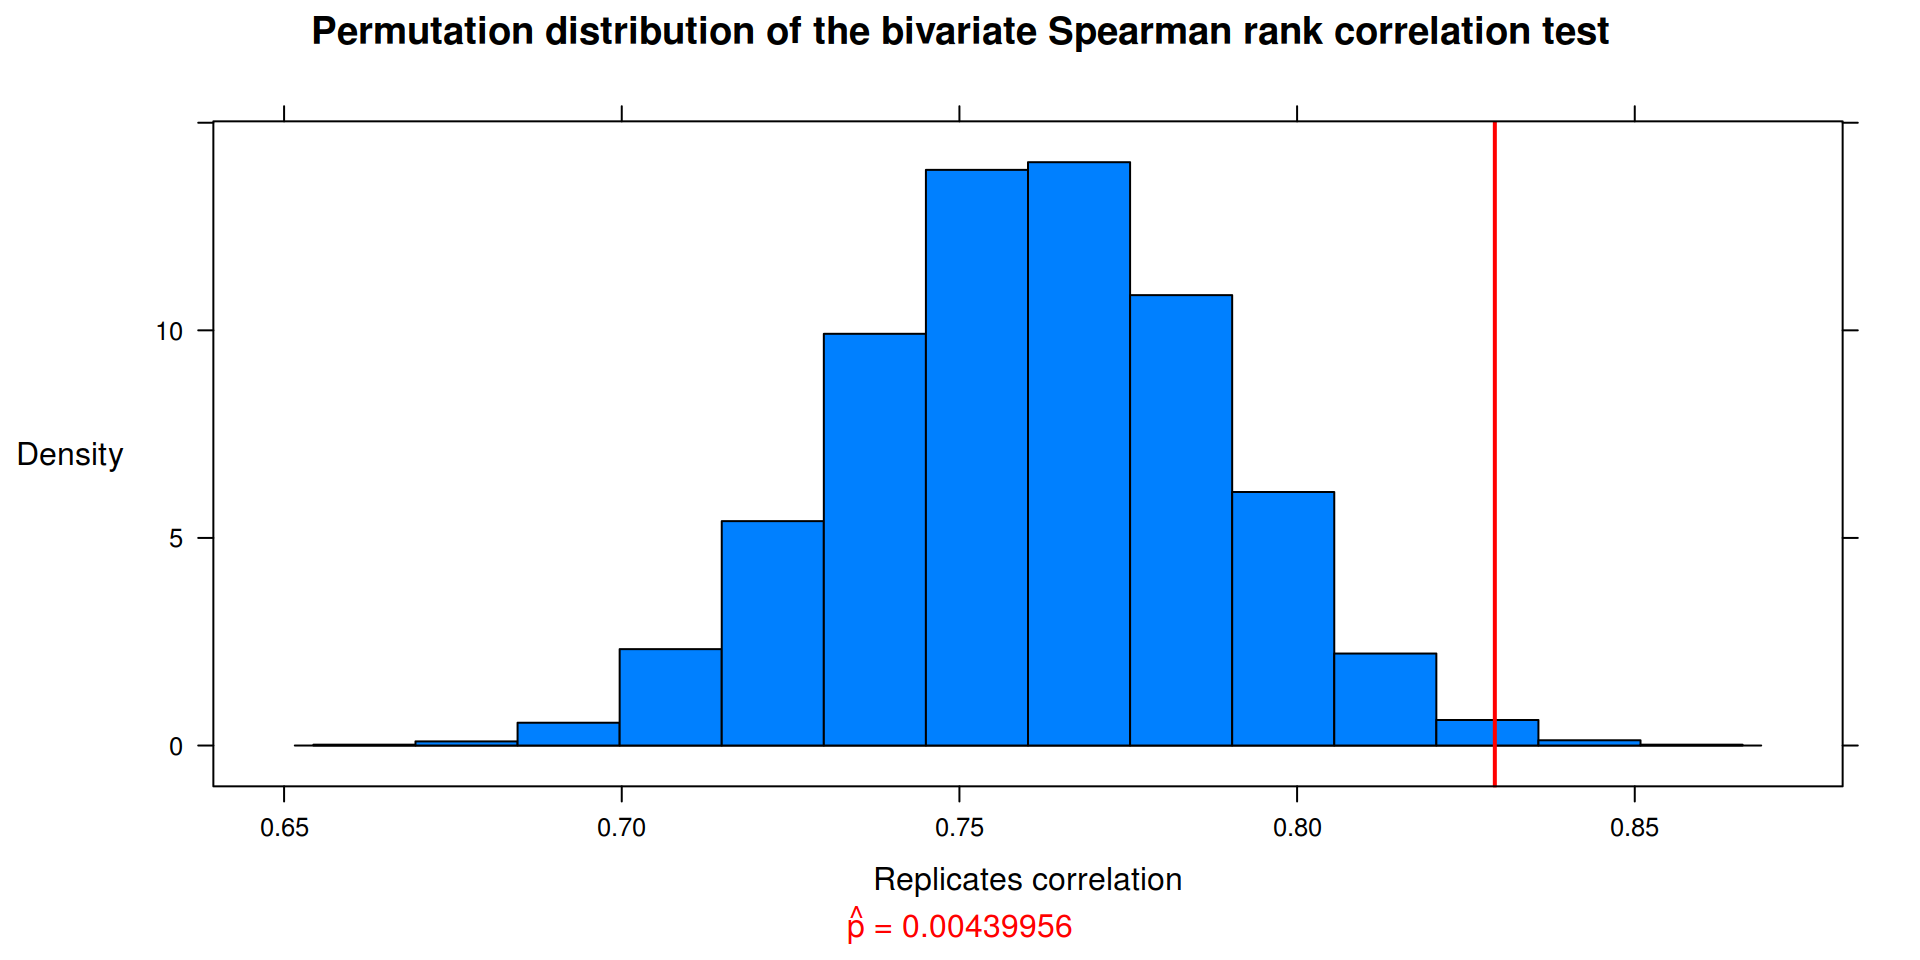 Permutation distribution of the bivariate Spearman rank correlation test
10
5
0
Density
0.65 0.70 0.75 0.80 0.85
Replicates correlation
p̂ = 0.00439956